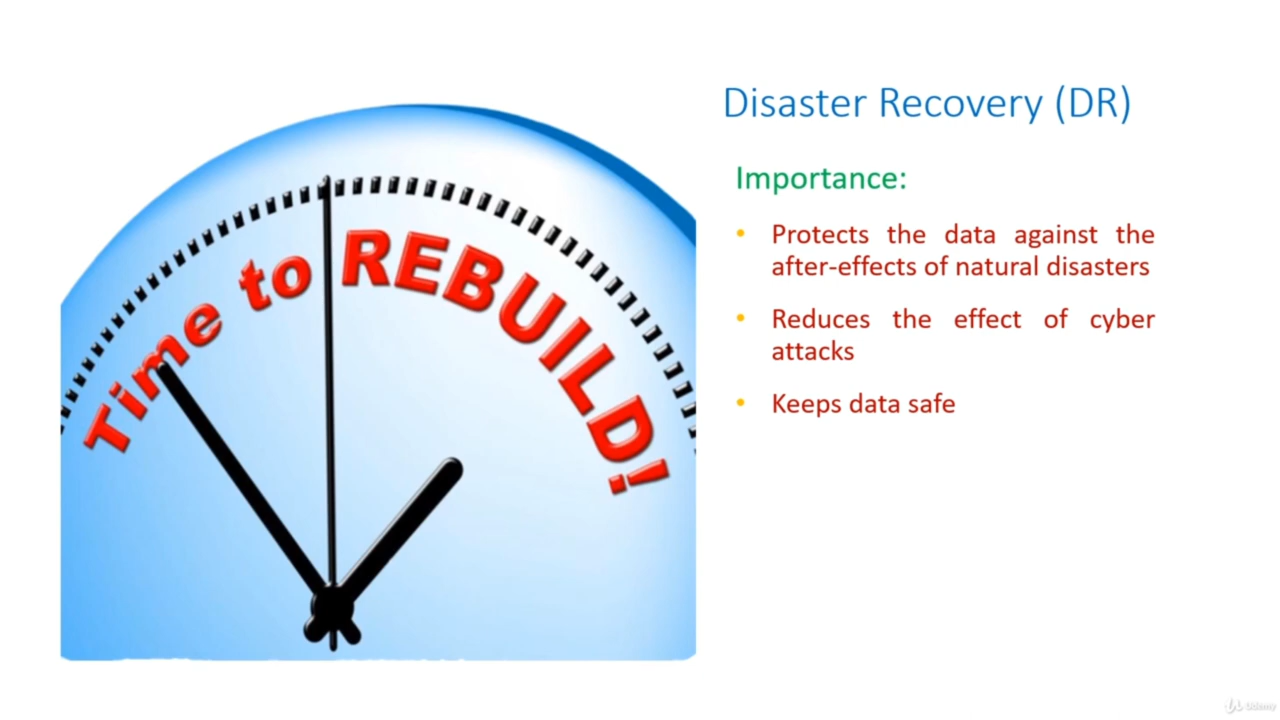 Disaster Recovery (DR)
Time to REBUILD!
Importance:
• Protects the data against the
after-effects of natural disasters
• Reduces the effect of cyber
attacks
• Keeps data safe
Udemy